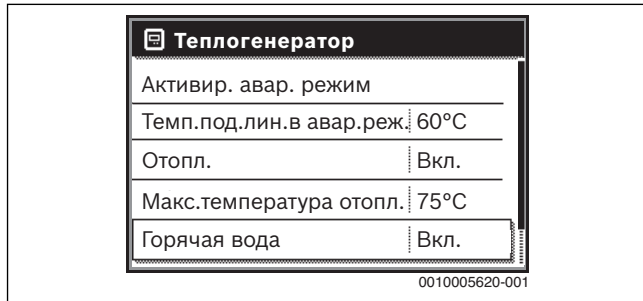 Теплогенератор
Активир. авар. режим
Темп.под.лин.в авар.реж. 60°C
Отопл. Вкл.
Макс.температура отопл. 75°C
Горячая вода Вкл.
0010005620-001